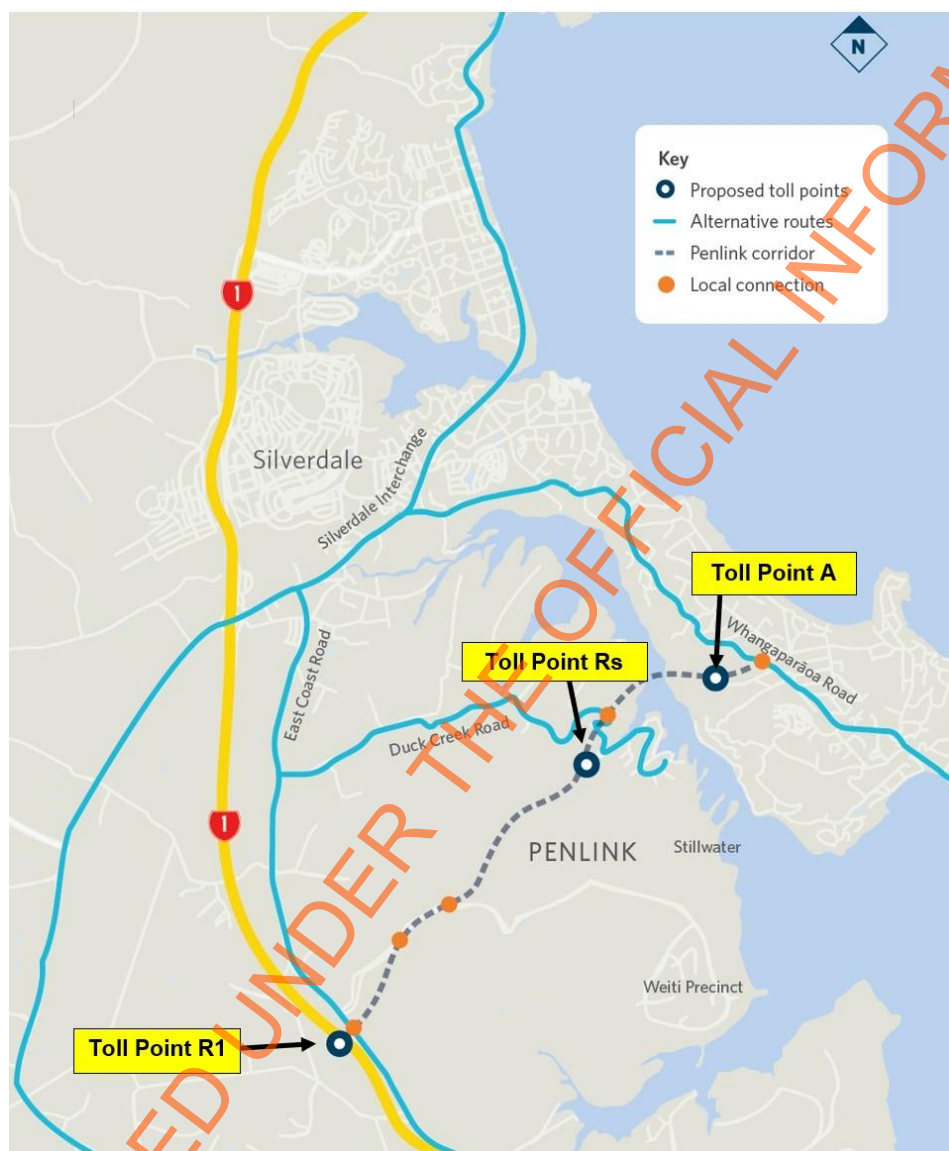 N
Key
Proposed toll points
Alternative routes
Penlink corridor
Local connection
1
Silverdale
Silverdale Interchange
Toll Point A
Whangaparāoa Road
Toll Point Rs
East Coast Road
Duck Creek Road
1
PENLINK
Stillwater
Weiti Precinct
Toll Point R1
ED UNDER THE OFFICIAL INFORM